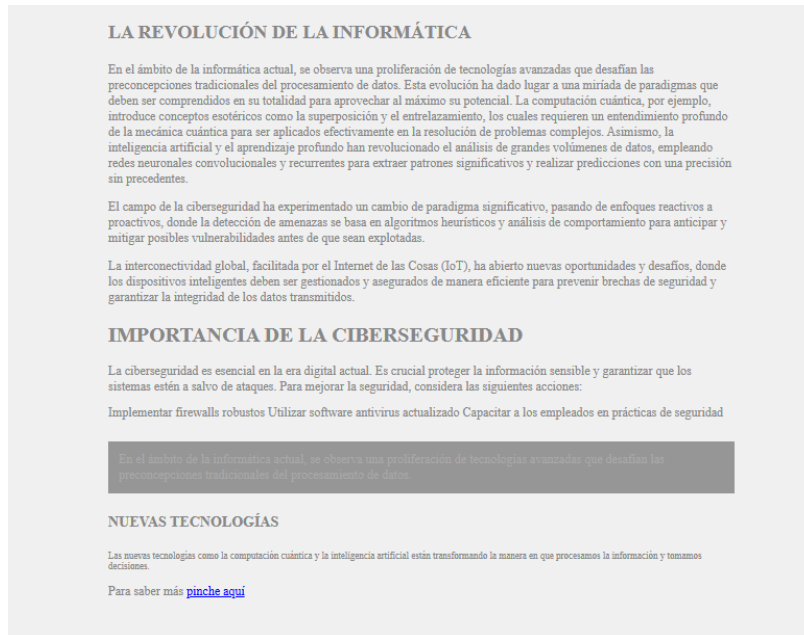 LA REVOLUCIÓN DE LA INFORMÁTICA
En el ámbito de la informática actual, se observa una proliferación de tecnologías avanzadas que desafían las
preconcepciones tradicionales del procesamiento de datos. Esta evolución ha dado lugar a una miríada de paradigmas que
deben ser comprendidos en su totalidad para aprovechar al máximo su potencial. La computación cuántica, por ejemplo,
introduce conceptos esotéricos como la superposición y el entrelazamiento, los cuales requieren un entendimiento profundo
de la mecánica cuántica para ser aplicados efectivamente en la resolución de problemas complejos. Asimismo, la
inteligencia artificial y el aprendizaje profundo han revolucionado el análisis de grandes volúmenes de datos, empleando
redes neuronales convolucionales y recurrentes para extraer patrones significativos y realizar predicciones con una precisión
sin precedentes.
El campo de la ciberseguridad ha experimentado un cambio de paradigma significativo, pasando de enfoques reactivos a
proactivos, donde la detección de amenazas se basa en algoritmos heurísticos y análisis de comportamiento para anticipar y
mitigar posibles vulnerabilidades antes de que sean explotadas.
La interconectividad global, facilitada por el Internet de las Cosas (IoT), ha abierto nuevas oportunidades y desafíos, donde
los dispositivos inteligentes deben ser gestionados y asegurados de manera eficiente para prevenir brechas de seguridad y
garantizar la integridad de los datos transmitidos.
IMPORTANCIA DE LA CIBERSEGURIDAD
La ciberseguridad es esencial en la era digital actual. Es crucial proteger la información sensible y garantizar que los
sistemas estén a salvo de ataques. Para mejorar la seguridad, considera las siguientes acciones:
Implementar firewalls robustos Utilizar software antivirus actualizado Capacitar a los empleados en prácticas de seguridad
En el ámbito de la informática actual, se observa una proliferación de tecnologías avanzadas que desafían las
preconcepciones tradicionales del procesamiento de datos.
NUEVAS TECNOLOGÍAS
Las nuevas tecnologías como la computación cuántica y la inteligencia artificial están transformando la manera en que procesamos la información y tomamos
decisiones.
Para saber más pinche aquí